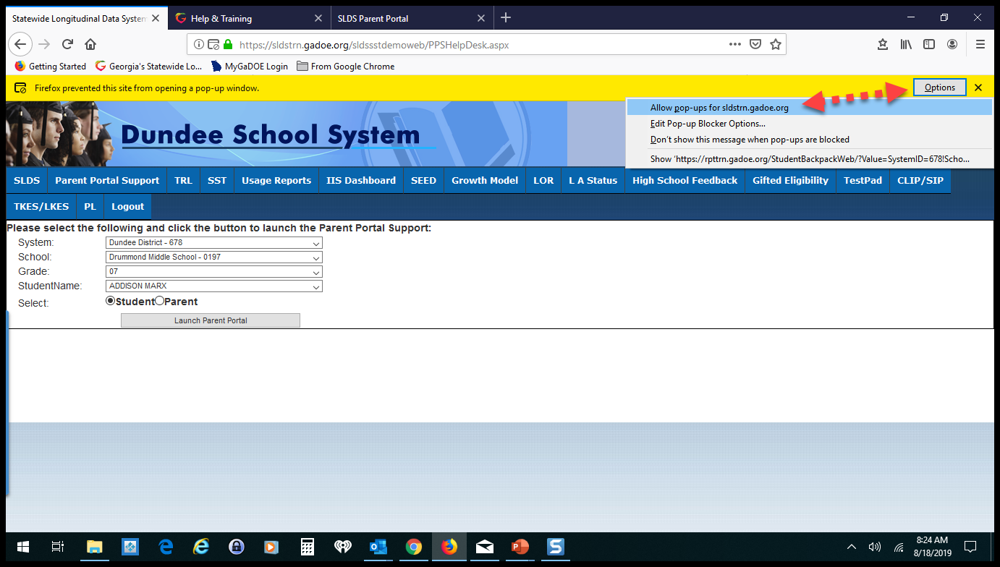 Statewide Longitudinal Data System
Help & Training
SLDS Parent Portal
https://sldstrn.gadoe.org/sldssstdemoweb/PPSHelpDesk.aspx
Getting Started
Georgia's Statewide Lo...
MyGaDOE Login
From Google Chrome
Firefox prevented this site from opening a pop-up window.
Options
Allow pop-ups for sldstrn.gadoe.org
Edit Pop-up Blocker Options...
Don't show this message when pop-ups are blocked
Show 'https://rpttrn.gadoe.org/StudentBackpackWeb/?Value=SystemID=678!Scho...
Dundee School System
SLDS Parent Portal Support TRL SST Usage Reports IIS Dashboard SEED Growth Model LOR L A Status High School Feedback Gifted Eligibility TestPad CLIP/SIP
TKES/LKES PL Logout
Please select the following and click the button to launch the Parent Portal Support:
System: Dundee District - 678
School: Drummond Middle School - 0197
Grade: 07
StudentName: ADDISON MARX
Select: Student Parent
Launch Parent Portal
8:24 AM
8/18/2019